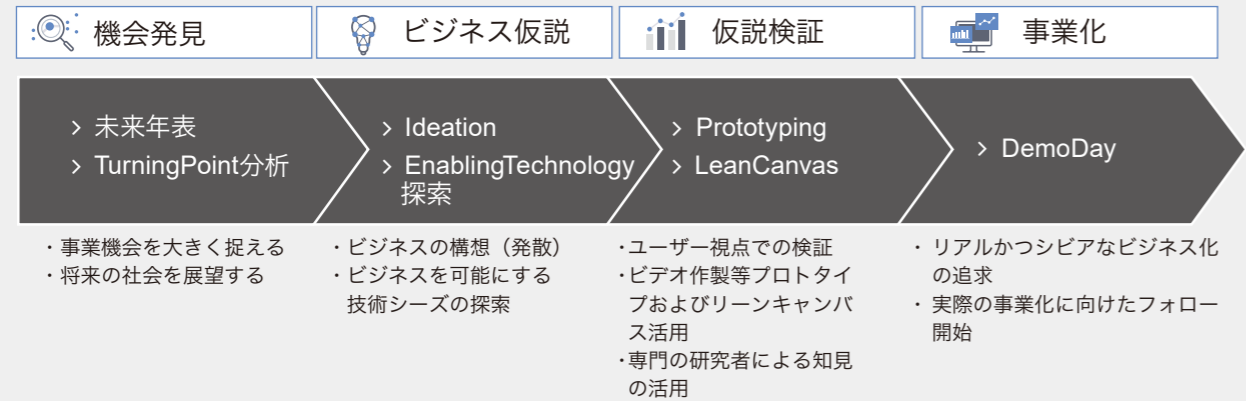 機会発見
ビジネス仮説
仮説検証
事業化
> 未来年表
> TurningPoint分析
> Ideation
> EnablingTechnology
探索
> Prototyping
> LeanCanvas
> DemoDay
・事業機会を大きく捉える
・将来の社会を展望する
・ビジネスの構想（発散）
・ビジネスを可能にする
技術シーズの探索
・ユーザー視点での検証
・ビデオ作製等プロトタイ
プおよびリーンキャンバ
ス活用
・専門の研究者による知見
の活用
・ リアルかつシビアなビジネス化
の追求
・ 実際の事業化に向けたフォロー
開始